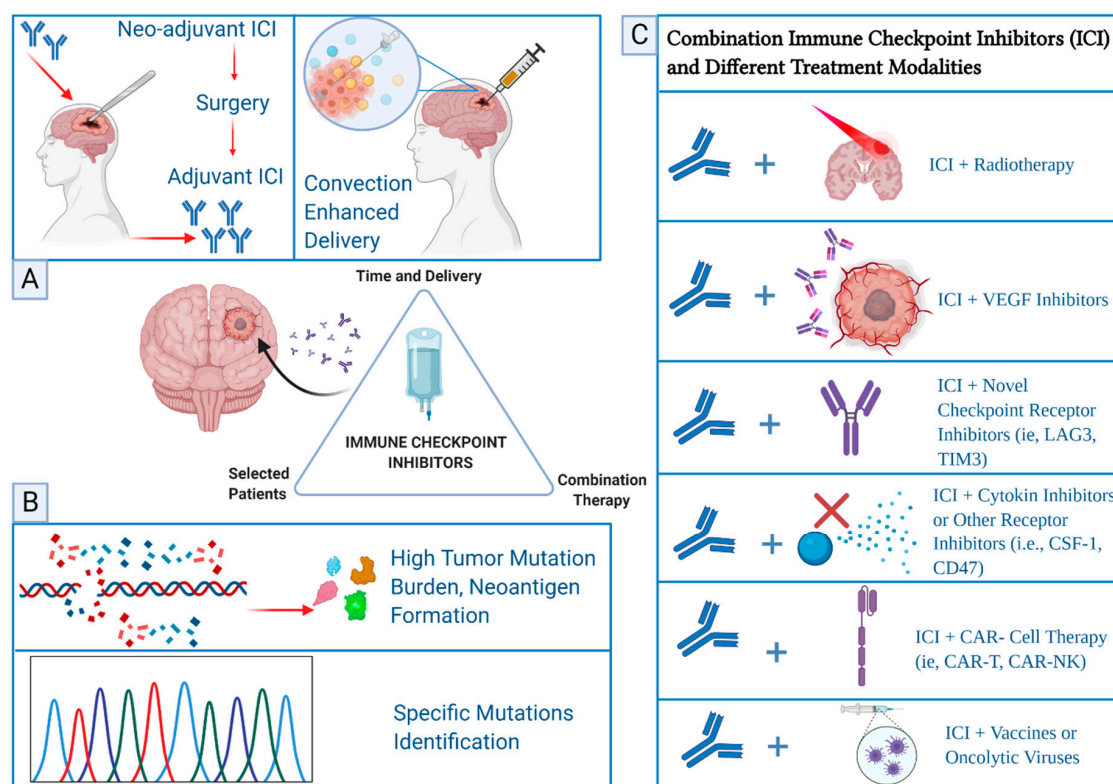 Neo-adjuvant ICI
Surgery
Adjuvant ICI
Convection
Enhanced
Delivery
A
Time and Delivery
IMMUNE CHECKPOINT
INHIBITORS
Selected
Patients
Combination
Therapy
B
High Tumor Mutation
Burden, Neoantigen
Formation
Specific Mutations
Identification
C
Combination Immune Checkpoint Inhibitors (ICI)
and Different Treatment Modalities
ICI + Radiotherapy
ICI + VEGF Inhibitors
ICI + Novel
Checkpoint Receptor
Inhibitors (ie, LAG3,
TIM3)
ICI + Cytokin Inhibitors
or Other Receptor
Inhibitors (i.e., CSF-1,
CD47)
ICI + CAR- Cell Therapy
(ie, CAR-T, CAR-NK)
ICI + Vaccines or
Oncolytic Viruses